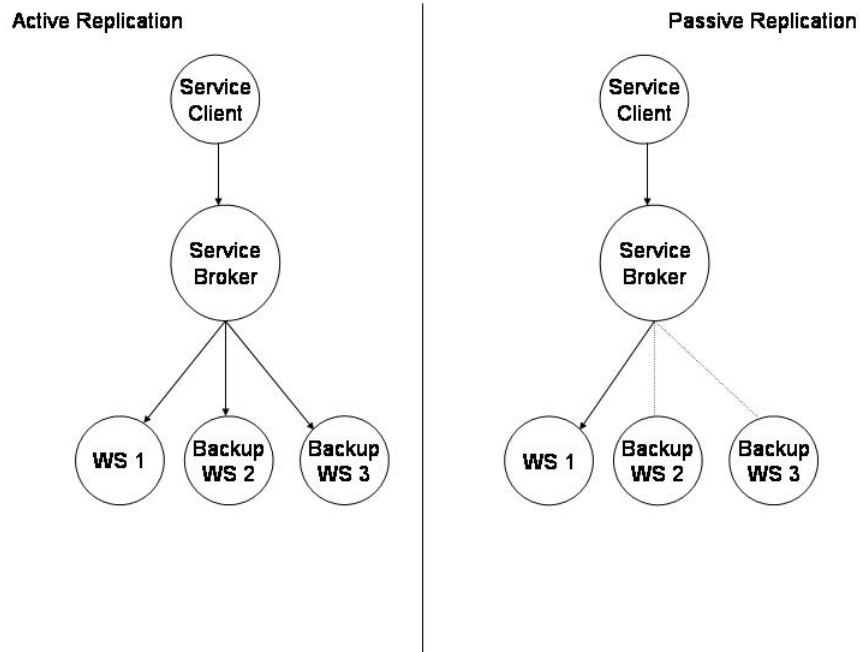 Active Replication
Service
Client
Service
Broker
WS 1
Backup
WS 2
Backup
WS 3
Passive Replication
Service
Client
Service
Broker
WS 1
Backup
WS 2
Backup
WS 3